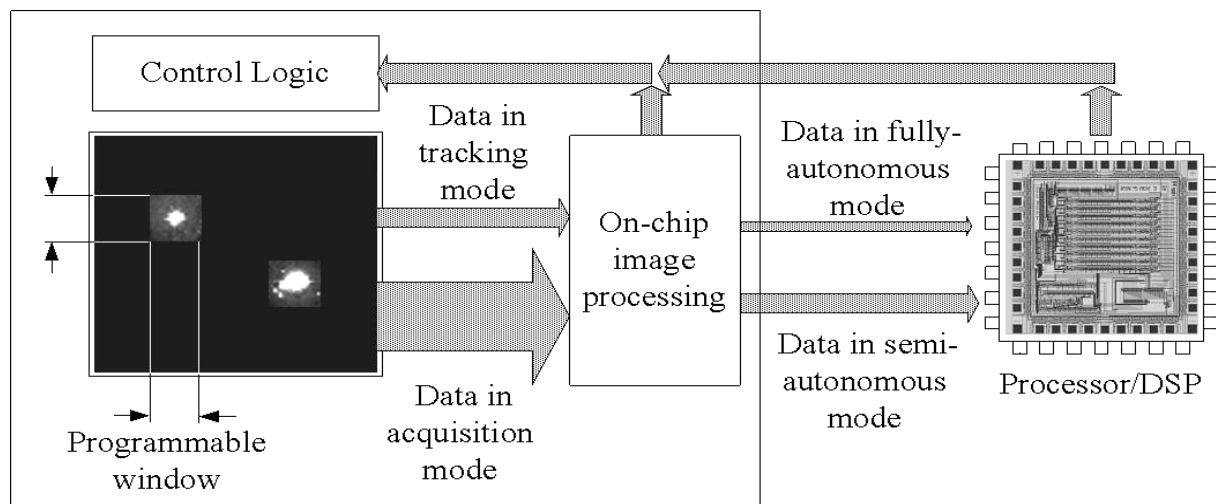 Control Logic
Data in
tracking
mode
Data in fully-
autonomous
mode
On-chip
image
processing
Data in
acquisition
mode
Data in semi-
autonomous
mode
Processor/DSP
Programmable
window